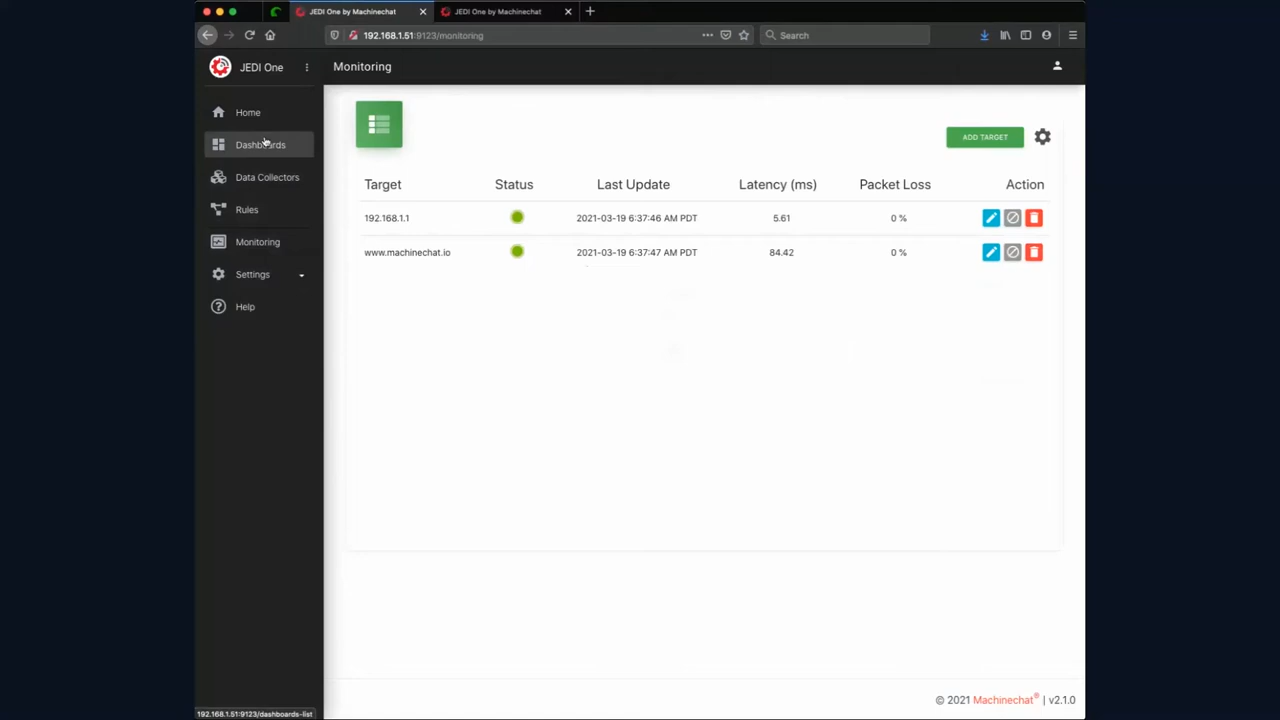 JEDI One by Machinechat
JEDI One by Machinechat
192.168.1.51:9123/monitoring
Search
JEDI One
Monitoring
Home
Dashboards
Data Collectors
Rules
Monitoring
Settings
Help
ADD TARGET
Target Status Last Update Latency (ms) Packet Loss Action
192.168.1.1 2021-03-19 6:37:46 AM PDT 5.61 0 %
www.machinechat.io 2021-03-19 6:37:47 AM PDT 84.42 0 %
© 2021 Machinechat® | v2.1.0
192.168.1.51:9123/dashboards-list